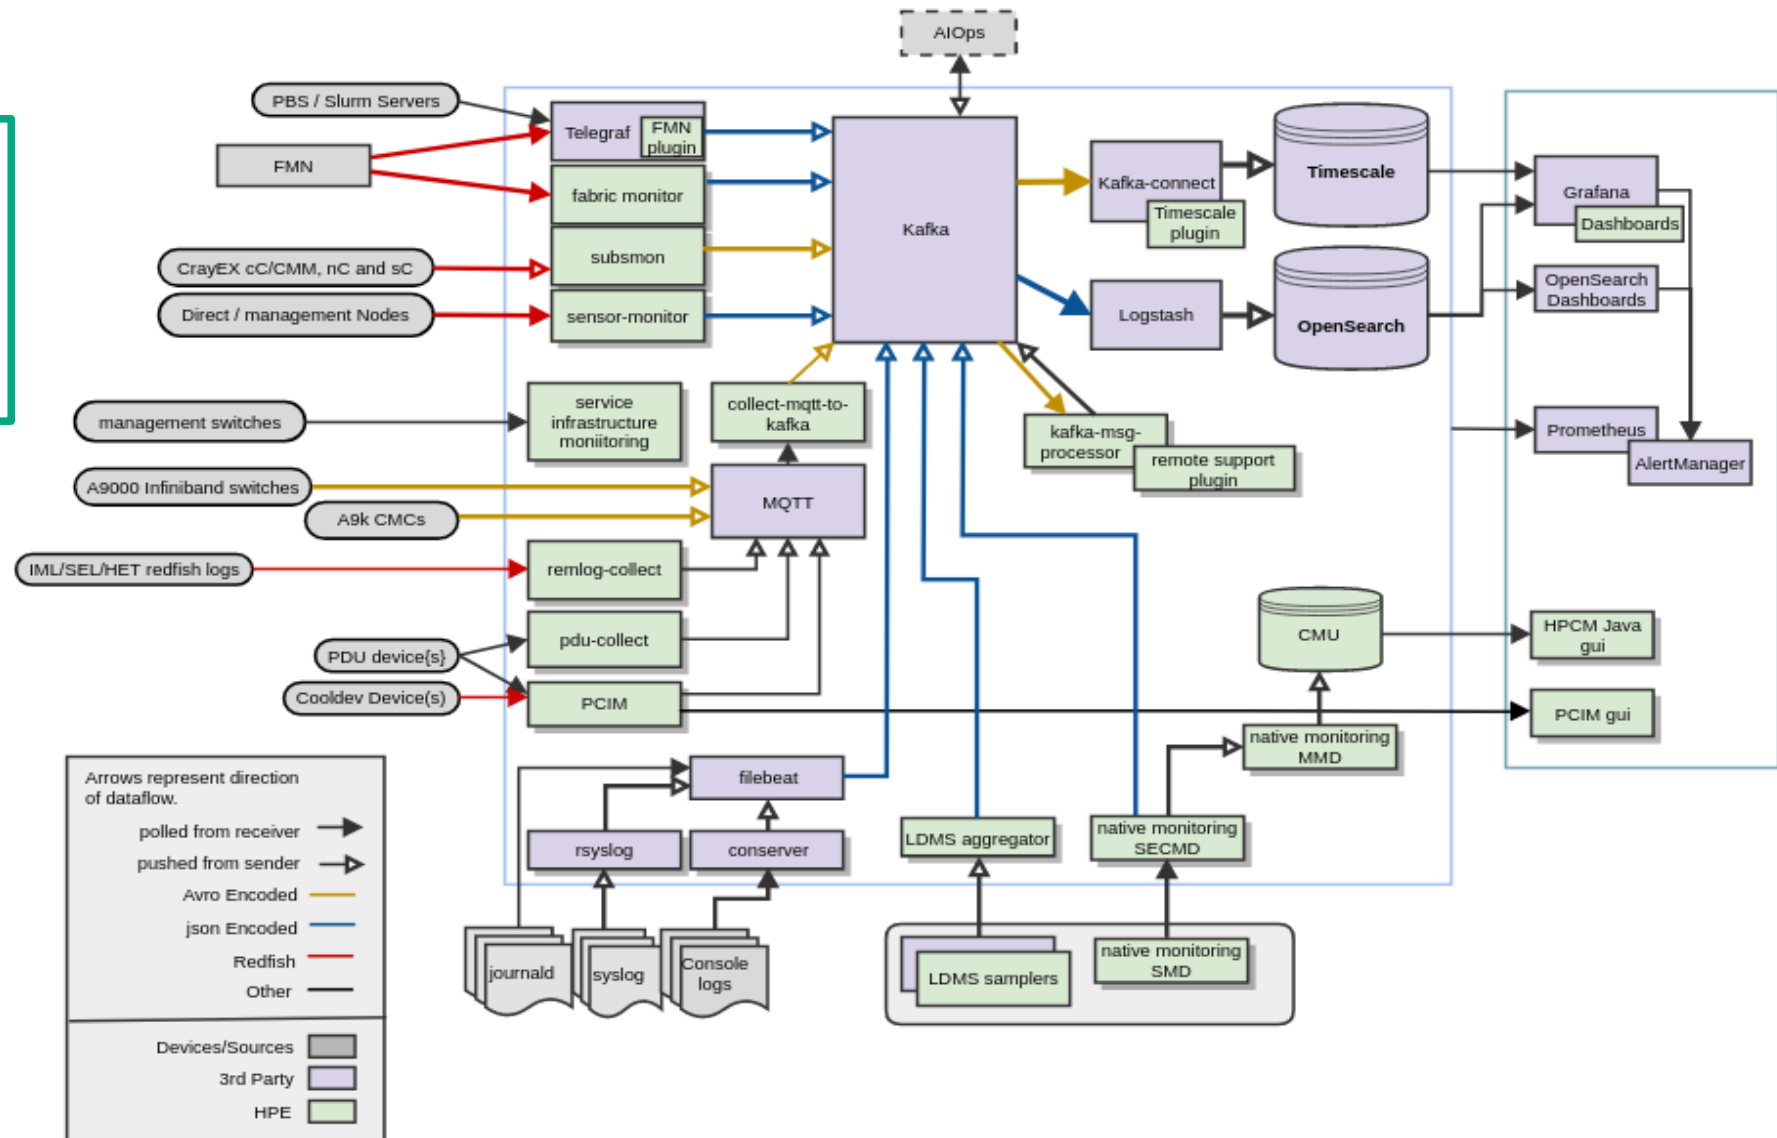 AIOps
PBS / Slurm Servers
Telegraf
FMN
plugin
FMN
fabric monitor
Kafka
Kafka-connect
Timescale
plugin
Timescale
Grafana
Dashboards
subsmon
CrayEX cC/CMM, nC and sC
Direct / management Nodes
sensor-monitor
Logstash
OpenSearch
OpenSearch
Dashboards
management switches
service
infrastructure
moniitoring
collect-mqtt-to-
kafka
kafka-msg-
processor
remote support
plugin
Prometheus
AlertManager
A9000 Infiniband switches
A9k CMCs
MQTT
IML/SEL/HET redfish logs
remlog-collect
pdu-collect
PDU device{s}
Cooldev Device(s)
PCIM
CMU
HPCM Java
gui
PCIM gui
native monitoring
MMD
filebeat
rsyslog
conserver
LDMS aggregator
native monitoring
SECMD
journald
syslog
Console
logs
LDMS samplers
native monitoring
SMD
Arrows represent direction
of dataflow.
polled from receiver
pushed from sender
Avro Encoded
json Encoded
Redfish
Other
Devices/Sources
3rd Party
HPE